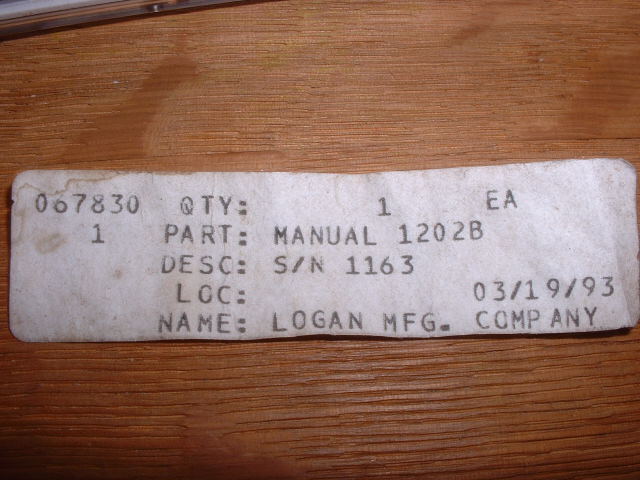 067830 QTY: 1 EA
1 PART: MANUAL 1202B
DESC: S/N 1163
LOC: 03/19/93
NAME: LOGAN MFG. COMPANY